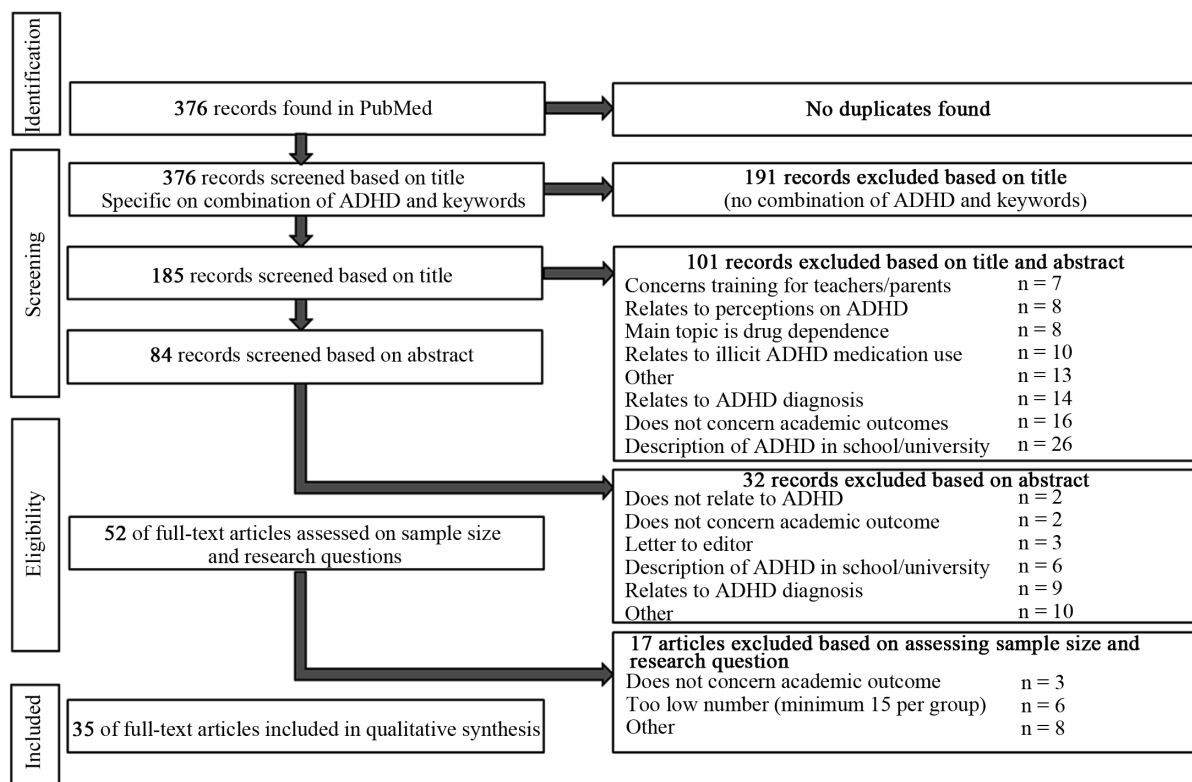 Identification
376 records found in PubMed
No duplicates found
Screening
376 records screened based on title
Specific on combination of ADHD and keywords
191 records excluded based on title
(no combination of ADHD and keywords)
185 records screened based on title
101 records excluded based on title and abstract
Concerns training for teachers/parents n = 7
Relates to perceptions on ADHD n = 8
Main topic is drug dependence n = 8
Relates to illicit ADHD medication use n = 10
Other n = 13
Relates to ADHD diagnosis n = 14
Does not concern academic outcomes n = 16
Description of ADHD in school/university n = 26
84 records screened based on abstract
32 records excluded based on abstract
Does not relate to ADHD n = 2
Does not concern academic outcome n = 2
Letter to editor n = 3
Description of ADHD in school/university n = 6
Relates to ADHD diagnosis n = 9
Other n = 10
Eligibility
52 of full-text articles assessed on sample size
and research questions
17 articles excluded based on assessing sample size and
research question
Does not concern academic outcome n = 3
Too low number (minimum 15 per group) n = 6
Other n = 8
Included
35 of full-text articles included in qualitative synthesis